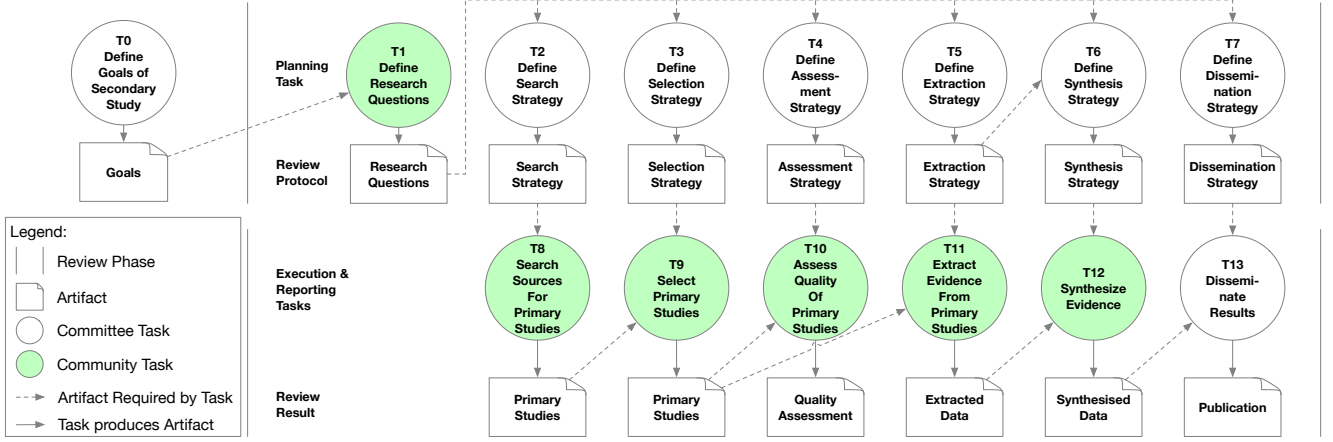 T0
Define
Goals of
Secondary
Study
Goals
Planning
Task
T1
Define
Research
Questions
T2
Define
Search
Strategy
T3
Define
Selection
Strategy
T4
Define
Assess-
ment
Strategy
T5
Define
Extraction
Strategy
T6
Define
Synthesis
Strategy
T7
Define
Dissemi-
nation
Strategy
Review
Protocol
Research
Questions
Search
Strategy
Selection
Strategy
Assessment
Strategy
Extraction
Strategy
Synthesis
Strategy
Dissemination
Strategy
Legend:
Review Phase
Artifact
Committee Task
Community Task
Artifact Required by Task
Task produces Artifact
Execution &
Reporting
Tasks
T8
Search
Sources
For
Primary
Studies
T9
Select
Primary
Studies
T10
Assess
Quality
Of
Primary
Studies
T11
Extract
Evidence
From
Primary
Studies
T12
Synthesize
Evidence
T13
Dissemi-
nate
Results
Review
Result
Primary
Studies
Primary
Studies
Quality
Assessment
Extracted
Data
Synthesised
Data
Publication